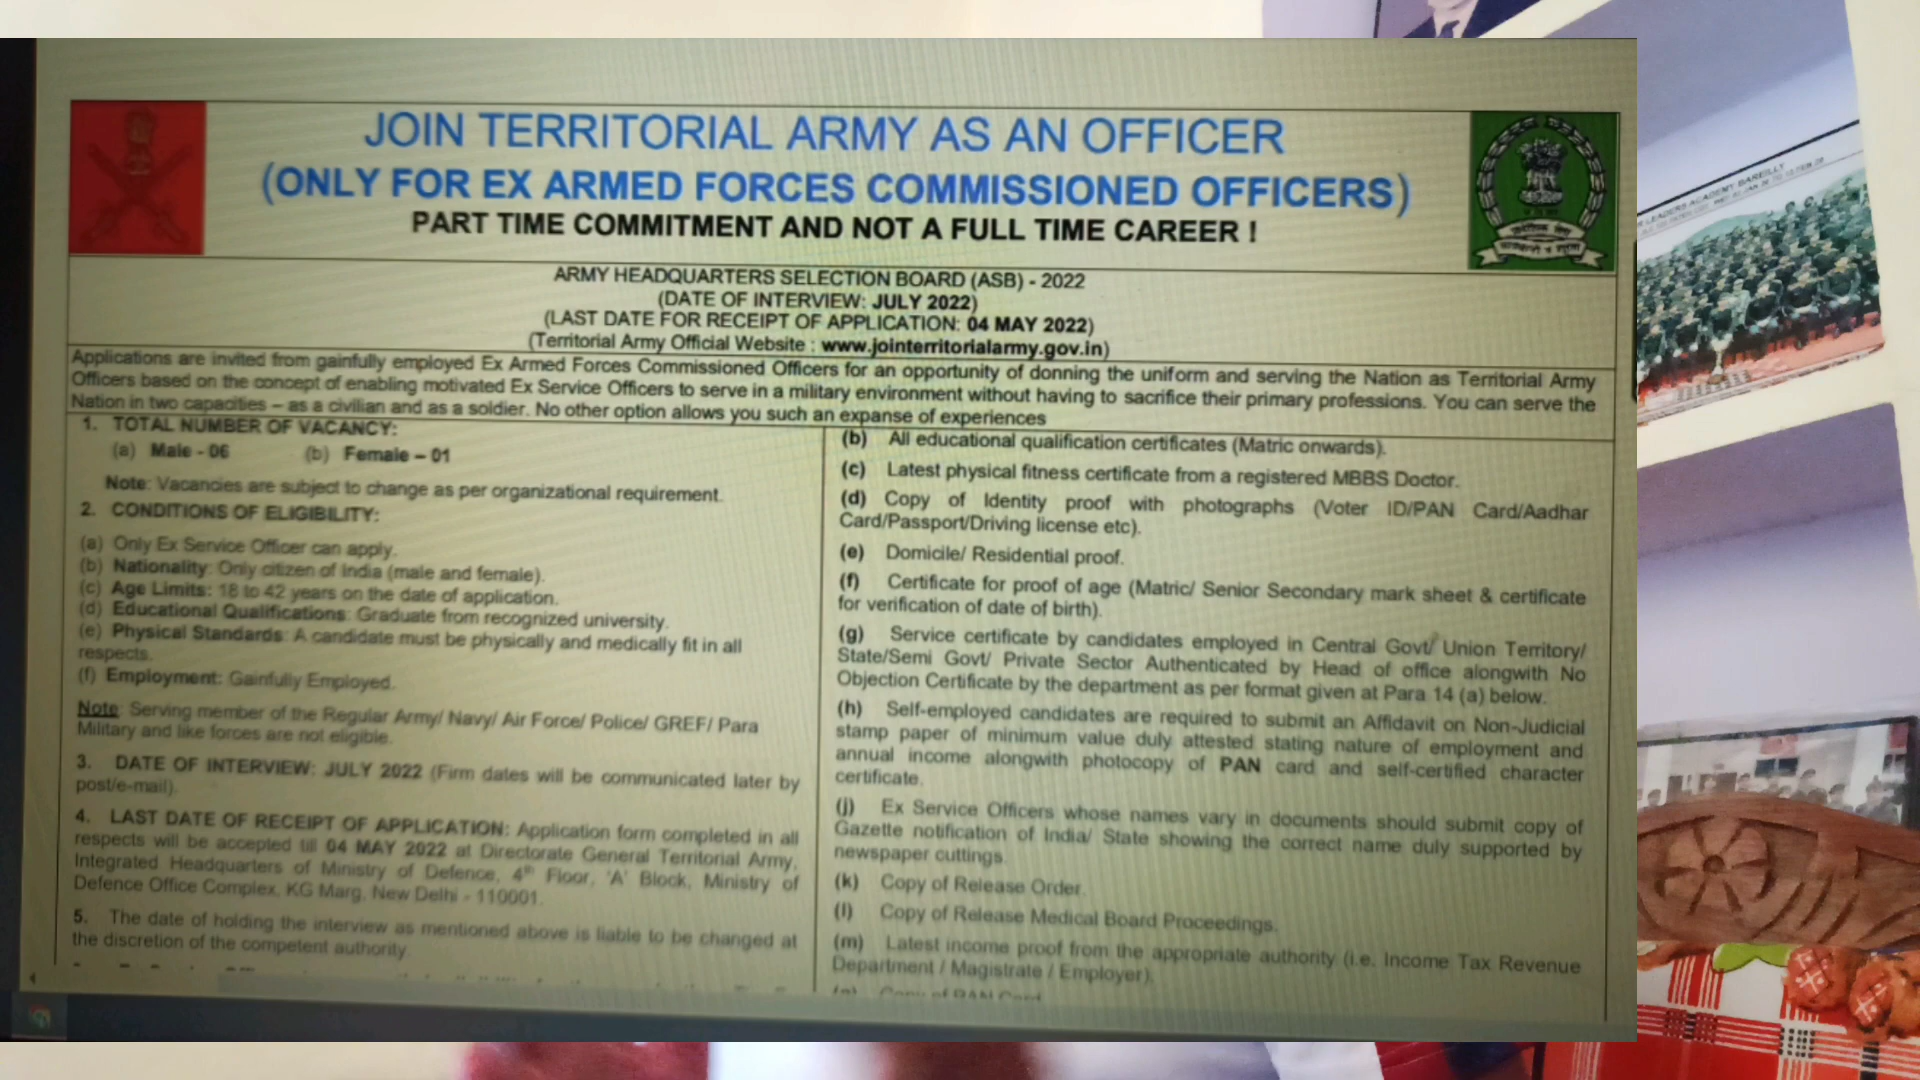 JOIN TERRITORIAL ARMY AS AN OFFICER
(ONLY FOR EX ARMED FORCES COMMISSIONED OFFICERS)
PART TIME COMMITMENT AND NOT A FULL TIME CAREER !
ARMY HEADQUARTERS SELECTION BOARD (ASB) - 2022
(DATE OF INTERVIEW: JULY 2022)
(LAST DATE FOR RECEIPT OF APPLICATION: 04 MAY 2022)
(Territorial Army Official Website : www.jointerritorialarmy.gov.in)
Applications are invited from gainfully employed Ex Armed Forces Commissioned Officers for an opportunity of donning the uniform and serving the Nation as Territorial Army
Officers based on the concept of enabling motivated Ex Service Officers to serve in a military environment without having to sacrifice their primary professions. You can serve the
Nation in two capacities – as a civilian and as a soldier. No other option allows you such an expanse of experiences
1. TOTAL NUMBER OF VACANCY:
(a) Male - 06 (b) Female – 01
Note: Vacancies are subject to change as per organizational requirement.
2. CONDITIONS OF ELIGIBILITY:
(a) Only Ex Service Officer can apply.
(b) Nationality: Only citizen of India (male and female).
(c) Age Limits: 18 to 42 years on the date of application.
(d) Educational Qualifications: Graduate from recognized university.
(e) Physical Standards: A candidate must be physically and medically fit in all
respects.
(f) Employment: Gainfully Employed.
Note: Serving member of the Regular Army/ Navy/ Air Force/ Police/ GREF/ Para
Military and like forces are not eligible.
3. DATE OF INTERVIEW: JULY 2022 (Firm dates will be communicated later by
post/e-mail).
4. LAST DATE OF RECEIPT OF APPLICATION: Application form completed in all
respects will be accepted till 04 MAY 2022 at Directorate General Territorial Army,
Integrated Headquarters of Ministry of Defence, 4th Floor, 'A' Block, Ministry of
Defence Office Complex, KG Marg, New Delhi - 110001.
5. The date of holding the interview as mentioned above is liable to be changed at
the discretion of the competent authority.
(b) All educational qualification certificates (Matric onwards).
(c) Latest physical fitness certificate from a registered MBBS Doctor.
(d) Copy of Identity proof with photographs (Voter ID/PAN Card/Aadhar
Card/Passport/Driving license etc).
(e) Domicile/ Residential proof.
(f) Certificate for proof of age (Matric/ Senior Secondary mark sheet & certificate
for verification of date of birth).
(g) Service certificate by candidates employed in Central Govt/ Union Territory/
State/Semi Govt/ Private Sector Authenticated by Head of office alongwith No
Objection Certificate by the department as per format given at Para 14 (a) below.
(h) Self-employed candidates are required to submit an Affidavit on Non-Judicial
stamp paper of minimum value duly attested stating nature of employment and
annual income alongwith photocopy of PAN card and self-certified character
certificate.
(j) Ex Service Officers whose names vary in documents should submit copy of
Gazette notification of India/ State showing the correct name duly supported by
newspaper cuttings.
(k) Copy of Release Order.
(l) Copy of Release Medical Board Proceedings.
(m) Latest income proof from the appropriate authority (i.e. Income Tax Revenue
Department / Magistrate / Employer).
(n) Copy of PAN Card
LEADERS ACADEMY BAREILLY